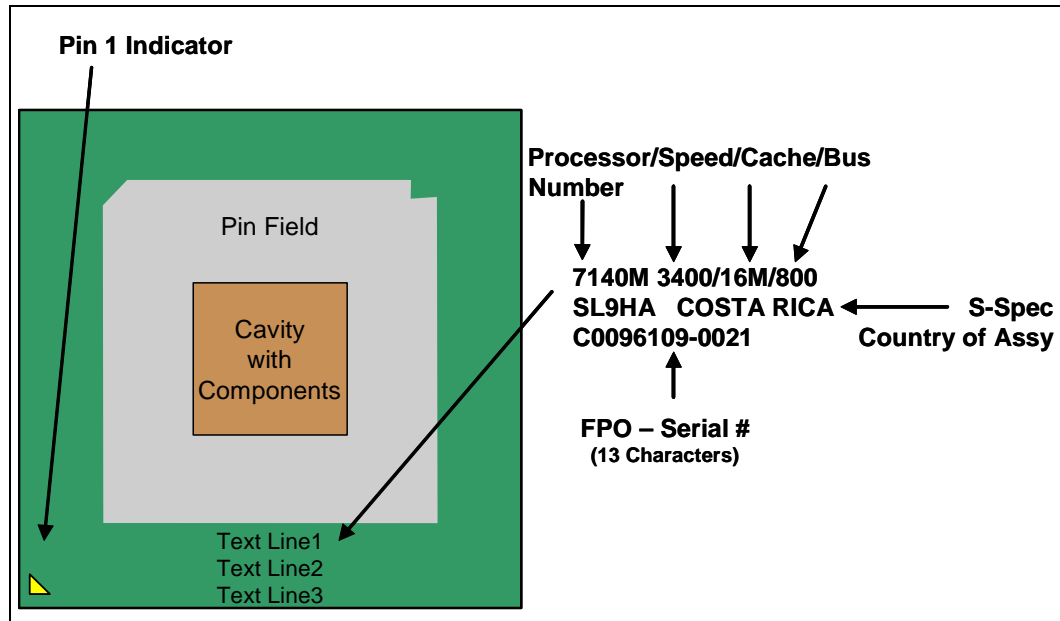 Pin 1 Indicator
Processor/Speed/Cache/Bus
Number
Pin Field
7140M 3400/16M/800
SL9HA COSTA RICA
C0096109-0021
S-Spec
Country of Assy
Cavity
with
Components
FPO – Serial #
(13 Characters)
Text Line1
Text Line2
Text Line3